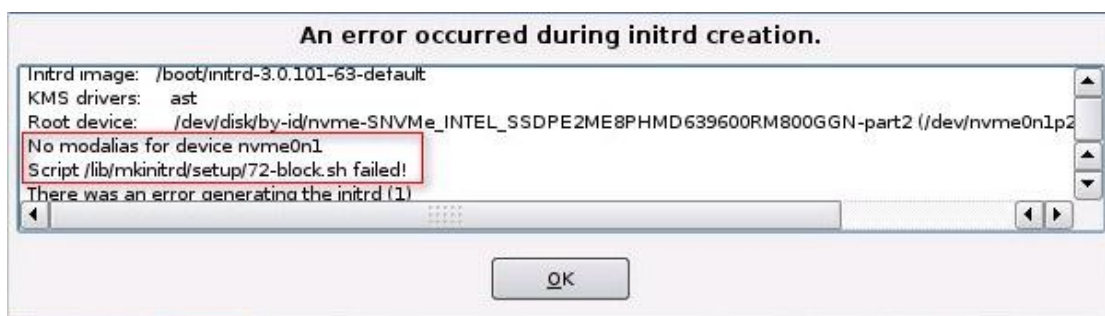 An error occurred during initrd creation.
Initrd image: /boot/initrd-3.0.101-63-default
KMS drivers: ast
Root device: /dev/disk/by-id/nvme-SNVMe_INTEL_SSDPE2ME8PHMD639600RM800GGN-part2 (/dev/nvme0n1p2
No modalias for device nvme0n1
Script /lib/mkinitrd/setup/72-block.sh failed!
There was an error generating the initrd (1)
OK